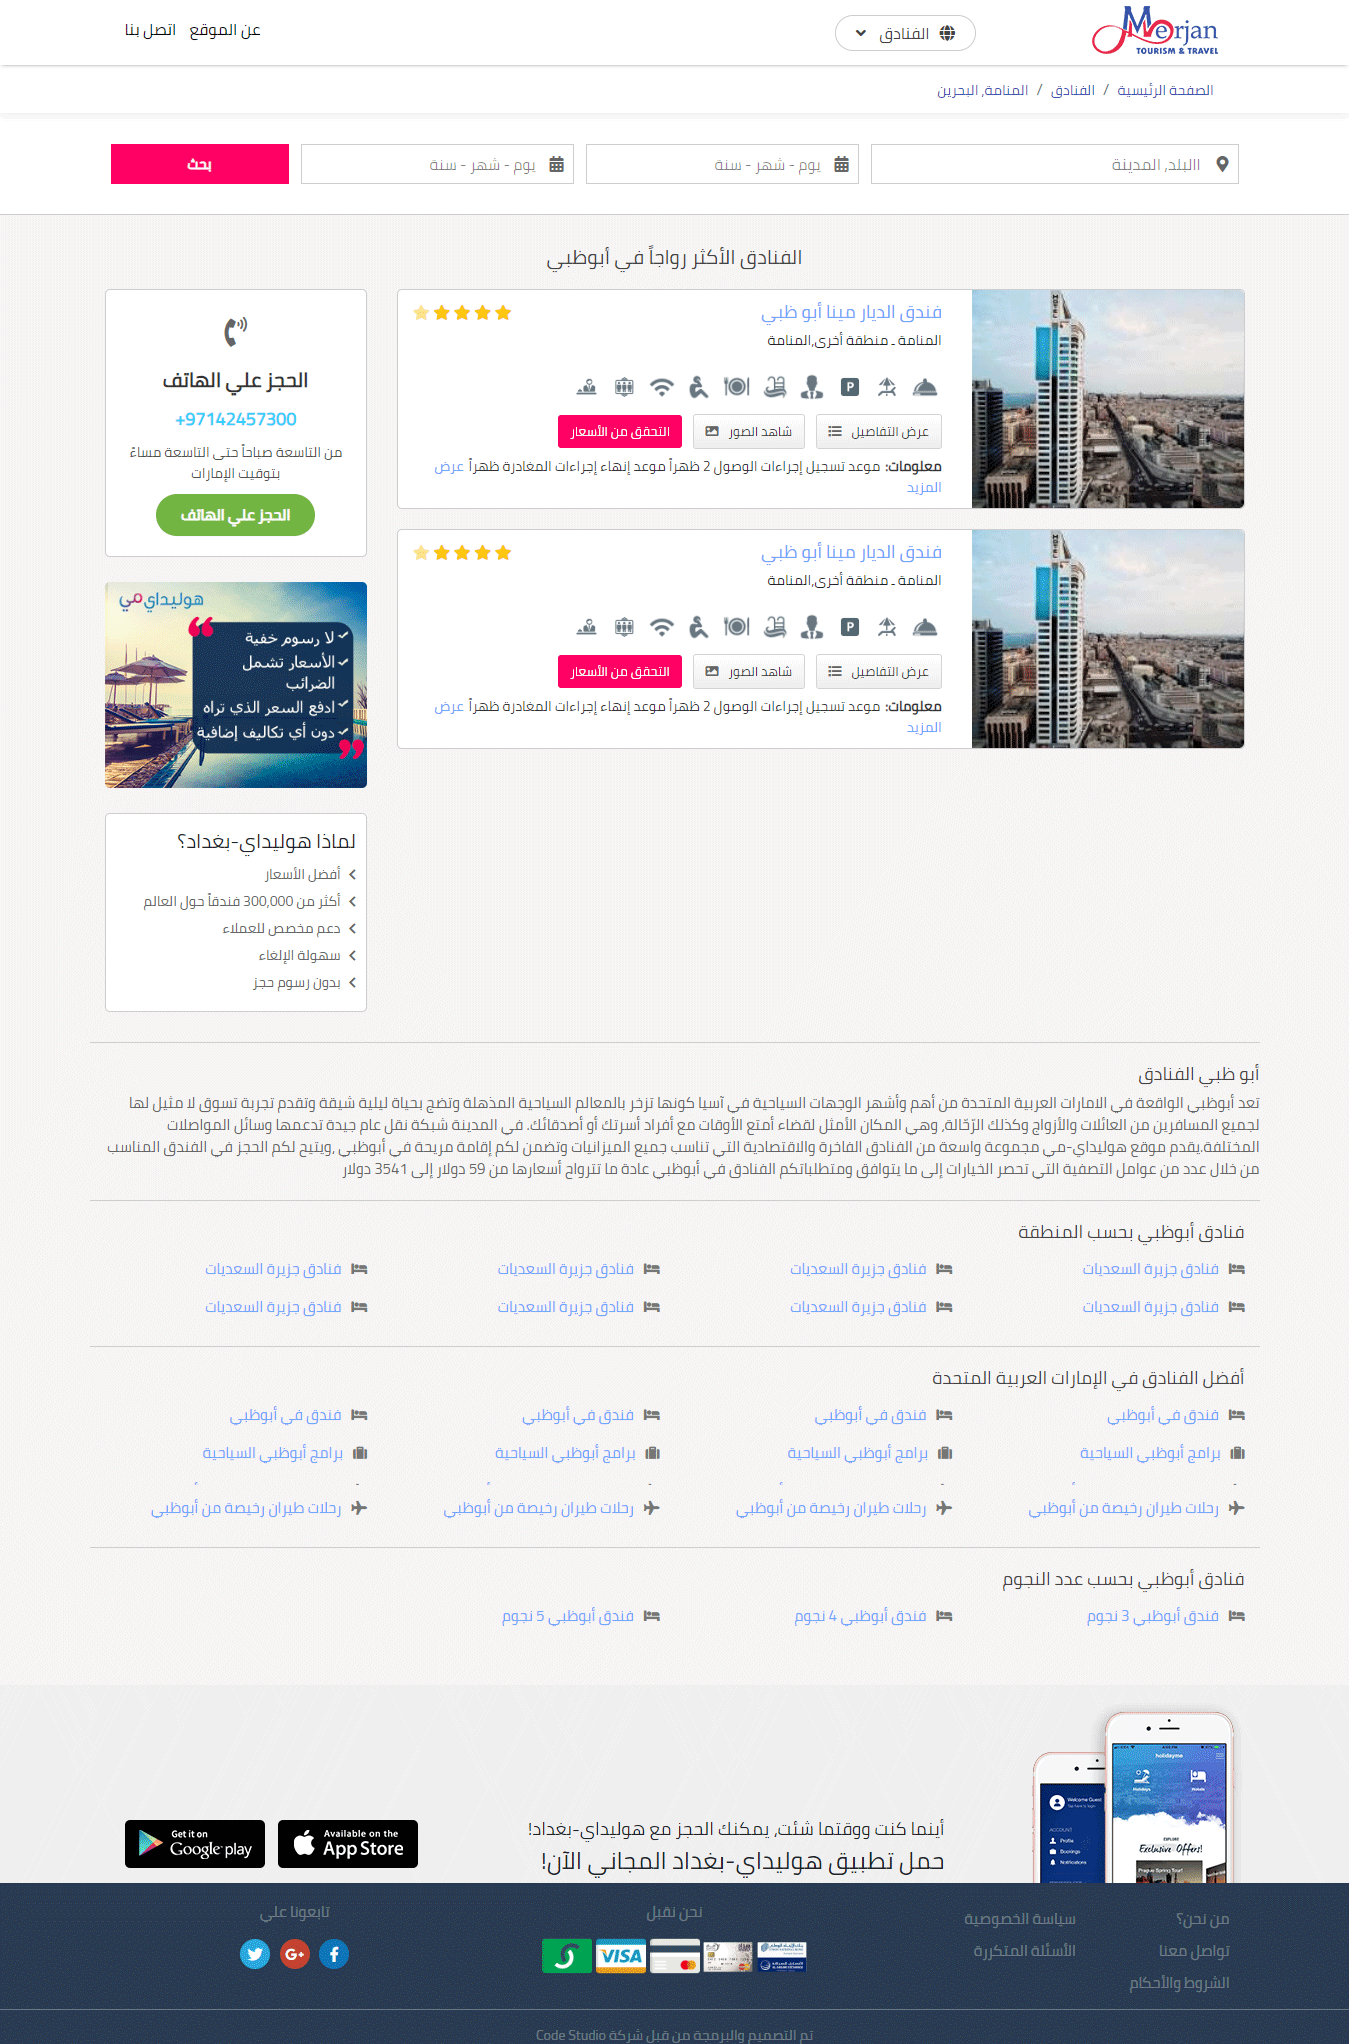 Merjan
TOURISM & TRAVEL
الفنادق
عن الموقع
اتصل بنا
الصفحة الرئيسية / الفنادق / المنامة, البحرين
االبلد, المدينة
يوم - شهر - سنة
يوم - شهر - سنة
بحث
الفنادق الأكثر رواجاً في أبوظبي
فندق الديار مينا أبو ظبي
المنامة ـ منطقة أخرى,المنامة
عرض التفاصيل
شاهد الصور
التحقق من الأسعار
معلومات: موعد تسجيل إجراءات الوصول 2 ظهراً موعد إنهاء إجراءات المغادرة ظهراً عرض
المزيد
فندق الديار مينا أبو ظبي
المنامة ـ منطقة أخرى,المنامة
عرض التفاصيل
شاهد الصور
التحقق من الأسعار
معلومات: موعد تسجيل إجراءات الوصول 2 ظهراً موعد إنهاء إجراءات المغادرة ظهراً عرض
المزيد
الحجز علي الهاتف
+97142457300
من التاسعة صباحاً حتى التاسعة مساءً
بتوقيت الإمارات
الحجز علي الهاتف
هوليداي مي
لا رسوم خفية
الأسعار تشمل
الضرائب
ادفع السعر الذي تراه
دون أي تكاليف إضافية
لماذا هوليداي-بغداد؟
أفضل الأسعار
أكثر من 300,000 فندقاً حول العالم
دعم مخصص للعملاء
سهولة الإلغاء
بدون رسوم حجز
أبو ظبي الفنادق
تعد أبوظبي الواقعة في الامارات العربية المتحدة من أهم وأشهر الوجهات السياحية في آسيا كونها تزخر بالمعالم السياحية المذهلة وتضج بحياة ليلية شيقة وتقدم تجربة تسوق لا مثيل لها
لجميع المسافرين من العائلات والأزواج وكذلك الرّحّالة, وهي المكان الأمثل لقضاء أمتع الأوقات مع أفراد أسرتك أو أصدقائك. في المدينة شبكة نقل عام جيدة تدعمها وسائل المواصلات
المختلفة.يقدم موقع هوليداي-مي مجموعة واسعة من الفنادق الفاخرة والاقتصادية التي تناسب جميع الميزانيات وتضمن لكم إقامة مريحة في أبوظبي ,ويتيح لكم الحجز في الفندق المناسب
من خلال عدد من عوامل التصفية التي تحصر الخيارات إلى ما يتوافق ومتطلباتكم الفنادق في أبوظبي عادة ما تترواح أسعارها من 59 دولار إلى 3541 دولار
فنادق أبوظبي بحسب المنطقة
فنادق جزيرة السعديات
فنادق جزيرة السعديات
فنادق جزيرة السعديات
فنادق جزيرة السعديات
فنادق جزيرة السعديات
فنادق جزيرة السعديات
فنادق جزيرة السعديات
فنادق جزيرة السعديات
أفضل الفنادق في الإمارات العربية المتحدة
فندق في أبوظبي
فندق في أبوظبي
فندق في أبوظبي
فندق في أبوظبي
برامج أبوظبي السياحية
برامج أبوظبي السياحية
برامج أبوظبي السياحية
برامج أبوظبي السياحية
رحلات طيران رخيصة من أبوظبي
رحلات طيران رخيصة من أبوظبي
رحلات طيران رخيصة من أبوظبي
رحلات طيران رخيصة من أبوظبي
فنادق أبوظبي بحسب عدد النجوم
فندق أبوظبي 3 نجوم
فندق أبوظبي 4 نجوم
فندق أبوظبي 5 نجوم
holidayme
Holidays
Hotels
EXPLORE
Exclusive Offers!
Prague Spring Tour!
Welcome Guest
ACCOUNT
Profile
Bookings
Notifications
أينما كنت ووقتما شئت, يمكنك الحجز مع هوليداي-بغداد!
حمل تطبيق هوليداي-بغداد المجاني الآن!
Available on the
App Store
Get it on
Google play
من نحن؟
سياسة الخصوصية
تواصل معنا
الأسئلة المتكررة
الشروط والأحكام
نحن نقبل
VISA
تابعونا علي
تم التصميم والبرمجة من قبل شركة Code Studio